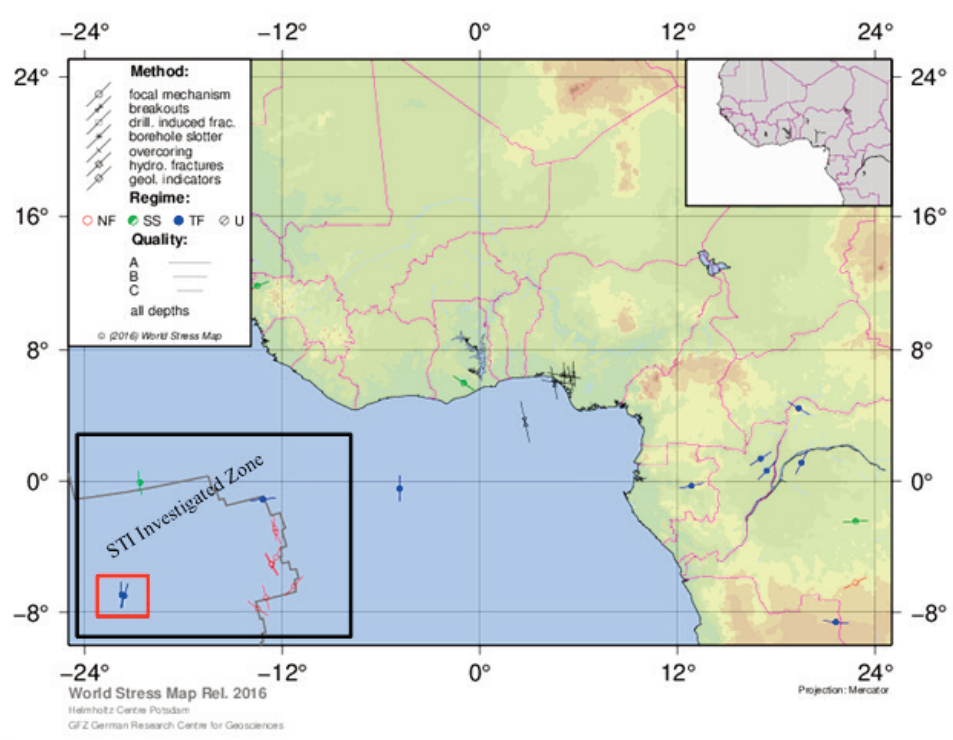 −24° −12° 0° 12° 24°
24° 24°
Method:
focal mechanism
breakouts
drill. induced frac.
borehole slotter
overcoring
hydro. fractures
geol. indicators
Regime:
NF SS TF U
Quality:
A
B
C
all depths
© (2016) World Stress Map
16° 16°
8° 8°
0° 0°
STI Investigated Zone
−8° −8°
−24° −12° 0° 12° 24°
World Stress Map Rel. 2016
Projection: Mercator
Helmholtz Centre Potsdam
GFZ German Research Centre for Geosciences